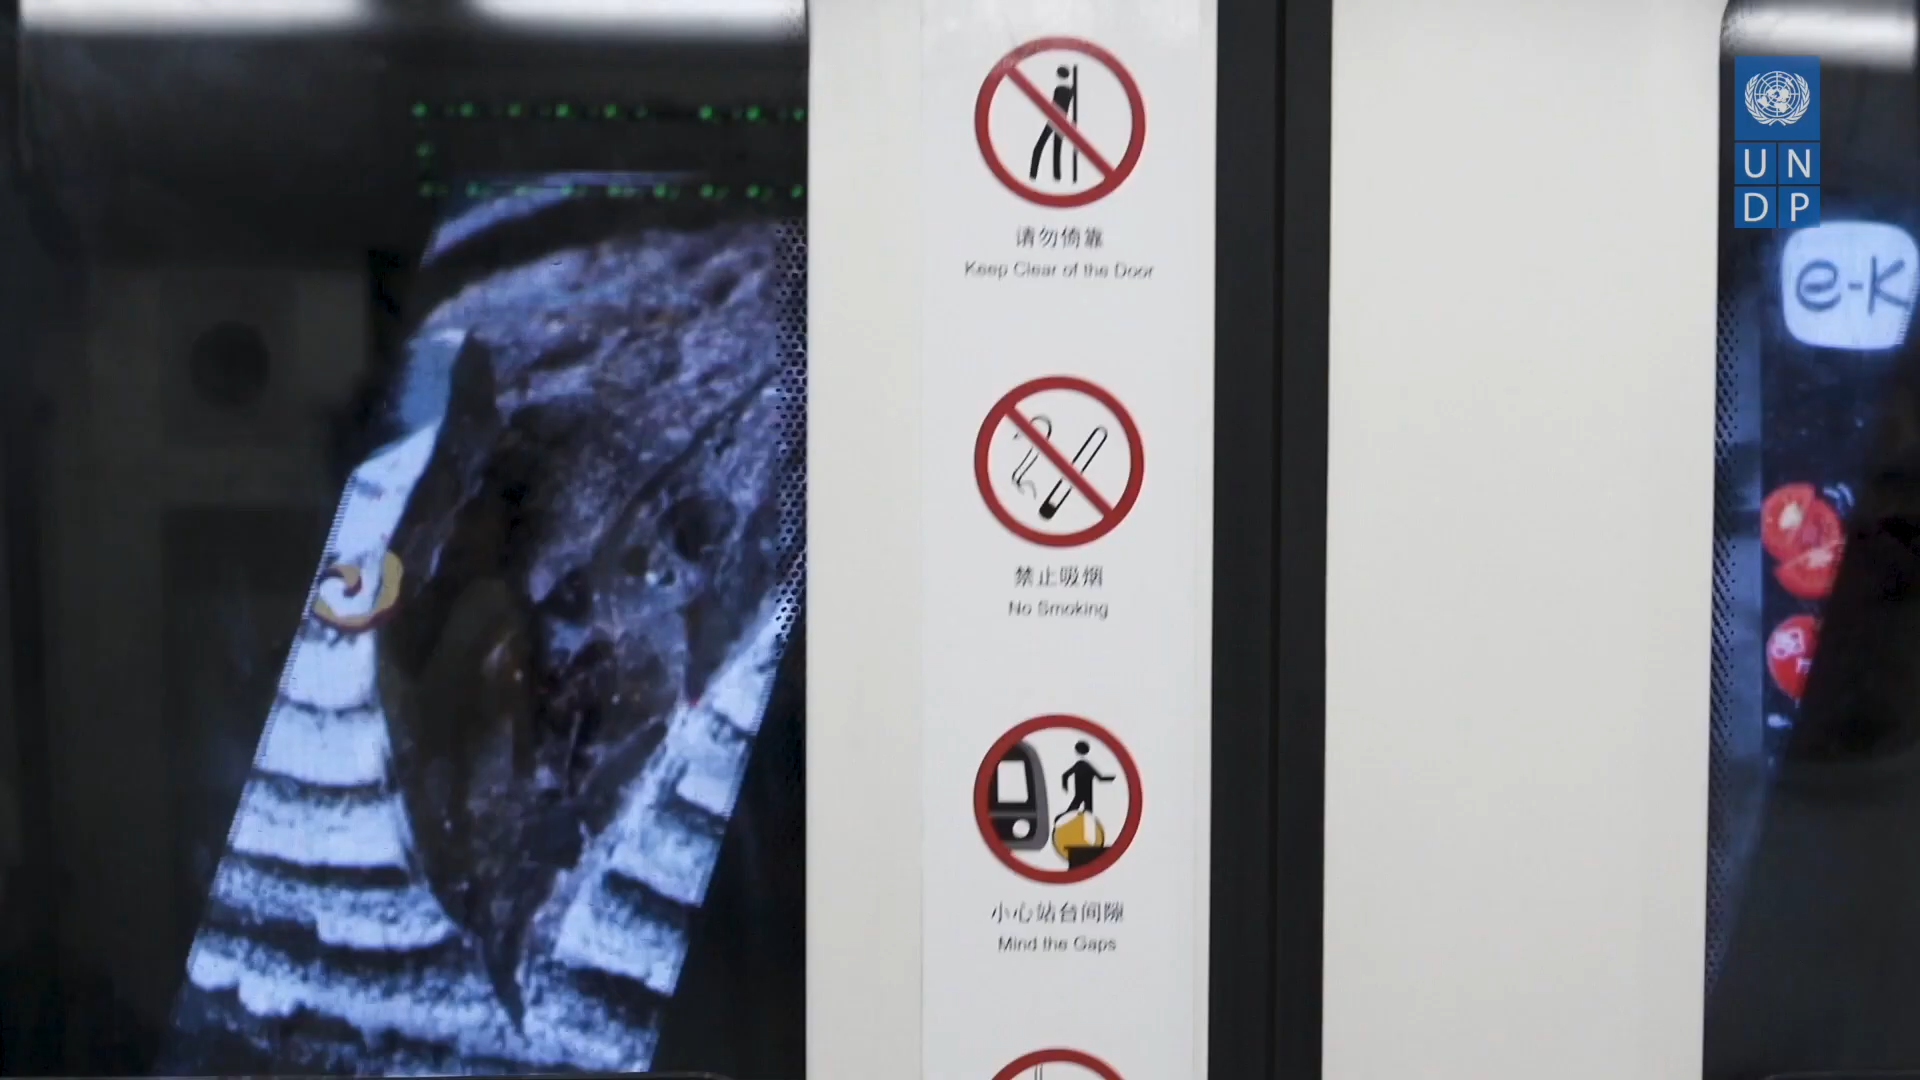 请勿倚靠
Keep Clear of the Door
禁止吸烟
No Smoking
小心站台间隙
Mind the Gaps
UN
DP
e-K